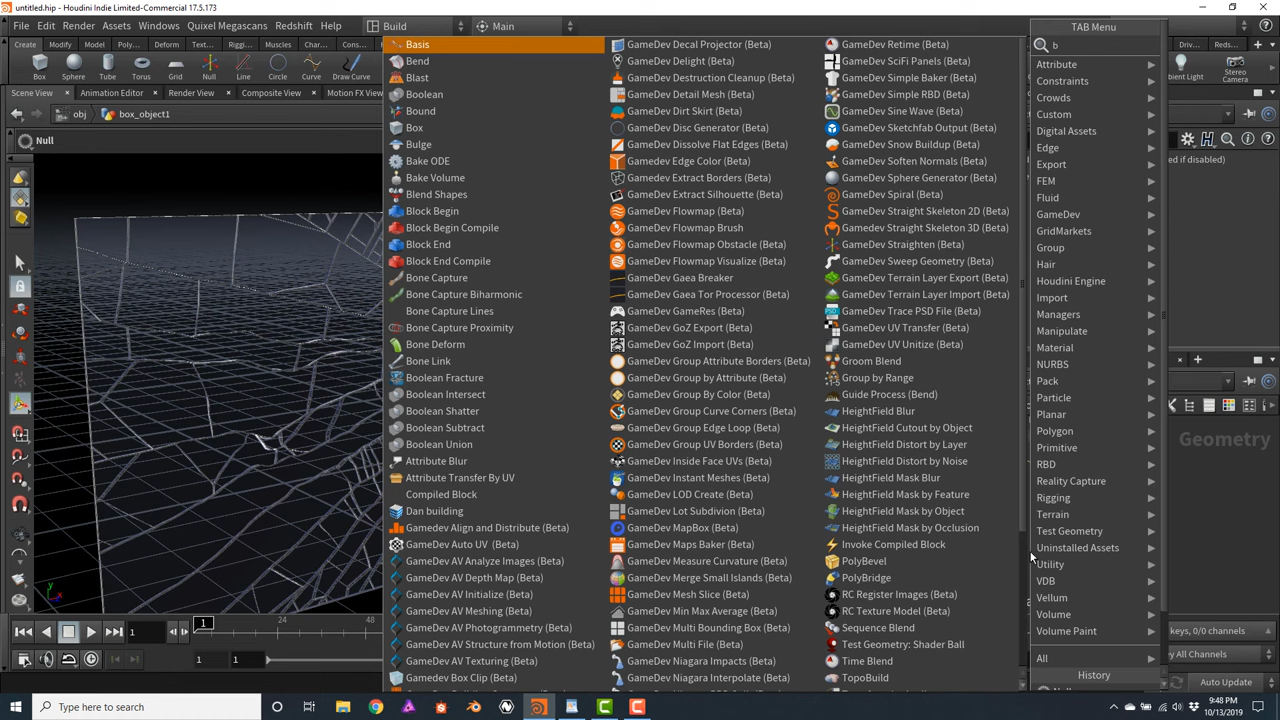 untitled.hip - Houdini Indie Limited-Commercial 17.5.173
File Edit Render Assets Windows Quixel Megascans Redshift Help Build Main
TAB Menu
b
Create Modify Model Poly... Deform Text... Rigg... Muscles Char... Cons...
Driv... Reds...
Box Sphere Tube Torus Grid Null Line Circle Draw Curve
Ambient Light Stereo Camera
Scene View Animation Editor Render View Composite View Motion FX View
obj box_object1
Null
Basis
Bend
Blast
Boolean
Bound
Box
Bulge
Bake ODE
Bake Volume
Blend Shapes
Block Begin
Block Begin Compile
Block End
Block End Compile
Bone Capture
Bone Capture Biharmonic
Bone Capture Lines
Bone Capture Proximity
Bone Deform
Bone Link
Boolean Fracture
Boolean Intersect
Boolean Shatter
Boolean Subtract
Boolean Union
Attribute Blur
Attribute Transfer By UV
Compiled Block
Dan building
Gamedev Align and Distribute (Beta)
GameDev Auto UV (Beta)
GameDev AV Analyze Images (Beta)
GameDev AV Depth Map (Beta)
GameDev AV Initialize (Beta)
GameDev AV Meshing (Beta)
GameDev AV Photogrammetry (Beta)
GameDev AV Structure from Motion (Beta)
GameDev AV Texturing (Beta)
Gamedev Box Clip (Beta)
GameDev Decal Projector (Beta)
GameDev Delight (Beta)
GameDev Destruction Cleanup (Beta)
GameDev Detail Mesh (Beta)
GameDev Dirt Skirt (Beta)
GameDev Disc Generator (Beta)
GameDev Dissolve Flat Edges (Beta)
GameDev Edge Color (Beta)
GameDev Extract Borders (Beta)
GameDev Extract Silhouette (Beta)
GameDev Flowmap (Beta)
GameDev Flowmap Brush
GameDev Flowmap Obstacle (Beta)
GameDev Flowmap Visualize (Beta)
GameDev Gaea Breaker
GameDev Gaea Tor Processor (Beta)
GameDev GameRes (Beta)
GameDev GoZ Export (Beta)
GameDev GoZ Import (Beta)
GameDev Group Attribute Borders (Beta)
GameDev Group by Attribute (Beta)
GameDev Group By Color (Beta)
GameDev Group Curve Corners (Beta)
GameDev Group Edge Loop (Beta)
GameDev Group UV Borders (Beta)
GameDev Inside Face UVs (Beta)
GameDev Instant Meshes (Beta)
GameDev LOD Create (Beta)
GameDev Lot Subdivision (Beta)
GameDev MapBox (Beta)
GameDev Maps Baker (Beta)
GameDev Measure Curvature (Beta)
GameDev Merge Small Islands (Beta)
GameDev Mesh Slice (Beta)
GameDev Min Max Average (Beta)
GameDev Multi Bounding Box (Beta)
GameDev Multi File (Beta)
GameDev Niagara Impacts (Beta)
GameDev Niagara Interpolate (Beta)
GameDev Retime (Beta)
GameDev SciFi Panels (Beta)
GameDev Simple Baker (Beta)
GameDev Simple RBD (Beta)
GameDev Sine Wave (Beta)
GameDev Sketchfab Output (Beta)
GameDev Snow Buildup (Beta)
GameDev Soften Normals (Beta)
GameDev Sphere Generator (Beta)
GameDev Spiral (Beta)
GameDev Straight Skeleton 2D (Beta)
GameDev Straight Skeleton 3D (Beta)
GameDev Straighten (Beta)
GameDev Sweep Geometry (Beta)
GameDev Terrain Layer Export (Beta)
GameDev Terrain Layer Import (Beta)
GameDev Trace PSD File (Beta)
GameDev UV Transfer (Beta)
GameDev UV Unitize (Beta)
Groom Blend
Group by Range
Guide Process (Bend)
HeightField Blur
HeightField Cutout by Object
HeightField Distort by Layer
HeightField Distort by Noise
HeightField Mask Blur
HeightField Mask by Feature
HeightField Mask by Object
HeightField Mask by Occlusion
Invoke Compiled Block
PolyBevel
PolyBridge
RC Register Images (Beta)
RC Texture Model (Beta)
Sequence Blend
Test Geometry: Shader Ball
Time Blend
TopoBuild
Attribute
Constraints
Crowds
Custom
Digital Assets
Edge
Export
FEM
Fluid
GameDev
GridMarkets
Group
Hair
Houdini Engine
Import
Managers
Manipulate
Material
NURBS
Pack
Particle
Planar
Polygon
Primitive
RBD
Reality Capture
Rigging
Terrain
Test Geometry
Uninstalled Assets
Utility
VDB
Vellum
Volume
Volume Paint
All
History
if disabled)
Geometry
1 1 24 48
1 1
keys, 0/0 channels
All Channels
Auto Update
Type here to search
9:48 PM
10/13/2019